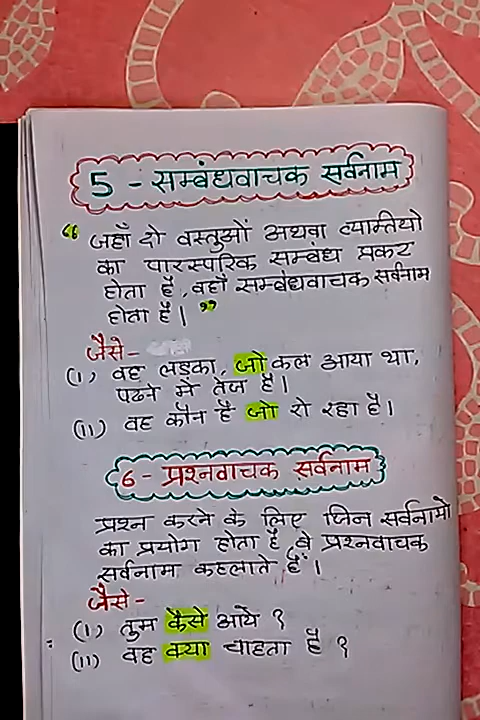 5 - सम्बंधवाचक सर्वनाम
“ जहाँ दो वस्तुओं अथवा व्यक्तियो
का पारस्परिक सम्बंध प्रकट
होता है, वहाँ सम्बंधवाचक सर्वनाम
होता है। ”
जैसे-
(i) वह लड़का, जो कल आया था,
पढने मे तेज है।
(ii) वह कौन है जो रो रहा है।
6 - प्रश्नवाचक सर्वनाम
प्रश्न करने के लिए जिन सर्वनामो
का प्रयोग होता है, वे प्रश्नवाचक
सर्वनाम कहलाते हैं।
जैसे-
(i) तुम कैसे आये ?
(ii) वह क्या चाहता है ?